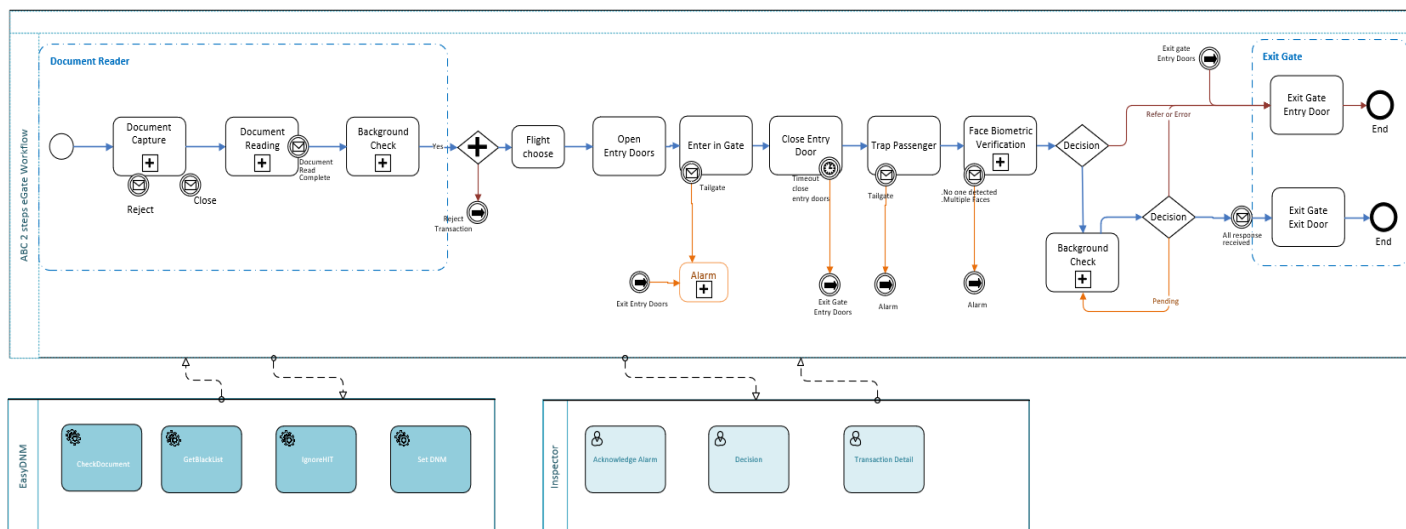 Document Reader
Exit gate
Entry Doors
Exit Gate
ABC 2 steps eGate Workflow
Document
Capture
Document
Reading
Background
Check
Yes
Flight
choose
Open
Entry Doors
Enter in Gate
Close Entry
Door
Trap Passenger
Face Biometric
Verification
Decision
Refer or Error
Exit Gate
Entry Door
End
Document
Read
Complete
Reject
Close
Reject
Transaction
Tailgate
Timeout
close
entry doors
Tailgate
.No one detected
.Multiple Faces
Decision
All response
received
Exit Gate
Exit Door
End
Background
Check
Alarm
Exit Entry Doors
Exit Gate
Entry Doors
Alarm
Alarm
Pending
EasyDNM
CheckDocument
GetBlackList
IgnoreHIT
Set DNM
Inspector
Acknowledge Alarm
Decision
Transaction Detail